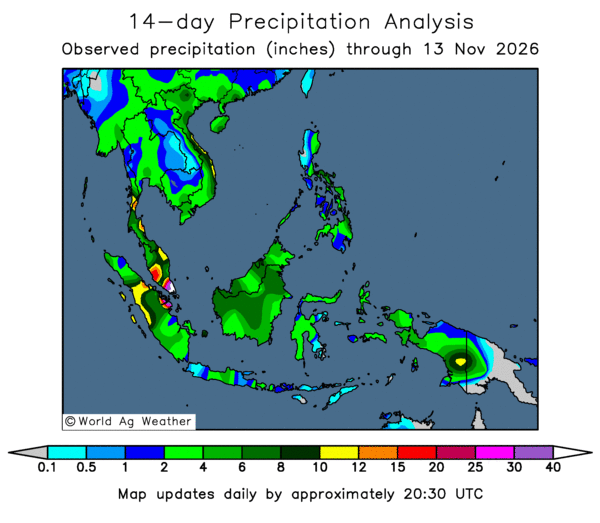 14-day Precipitation Analysis
Observed precipitation (inches) through 13 Nov 2026
©World Ag Weather
0.1 0.5 1 2 4 6 8 10 12 15 20 25 30 40
Map updates daily by approximately 20:30 UTC